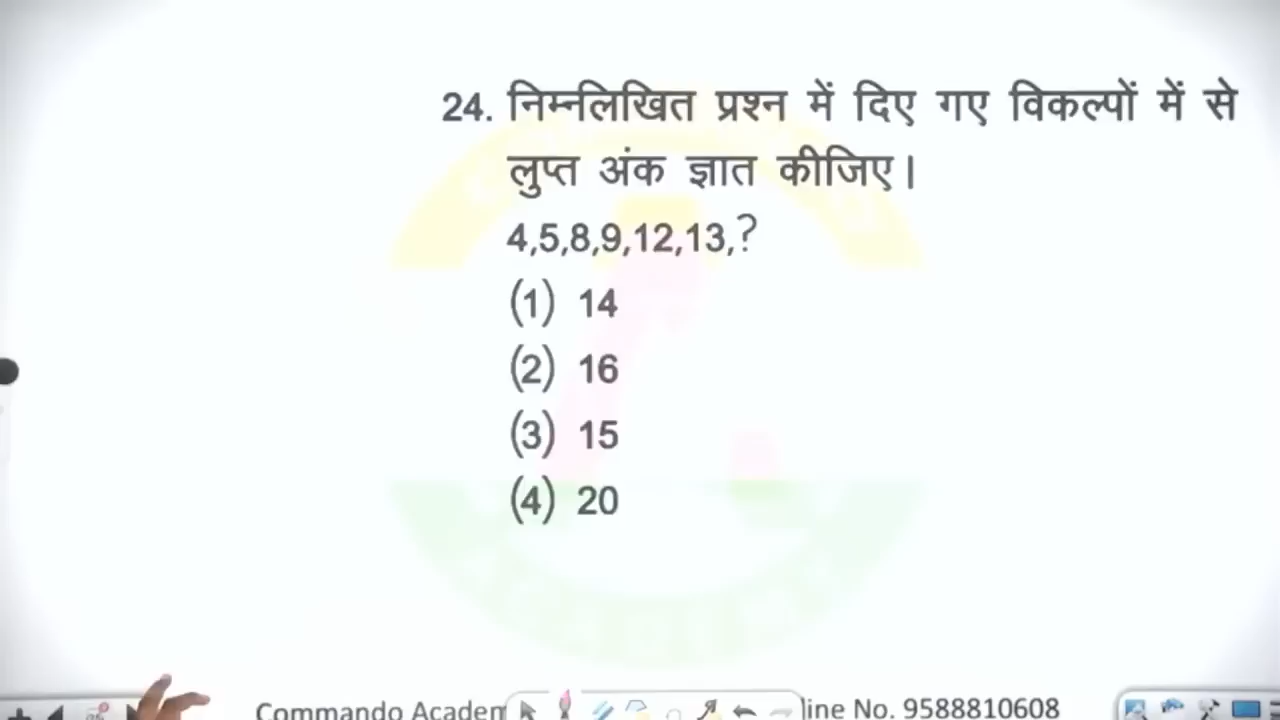 24. निम्नलिखित प्रश्न में दिए गए विकल्पों में से
लुप्त अंक ज्ञात कीजिए।
4,5,8,9,12,13,?
(1) 14
(2) 16
(3) 15
(4) 20
Commando Academ line No. 9588810608